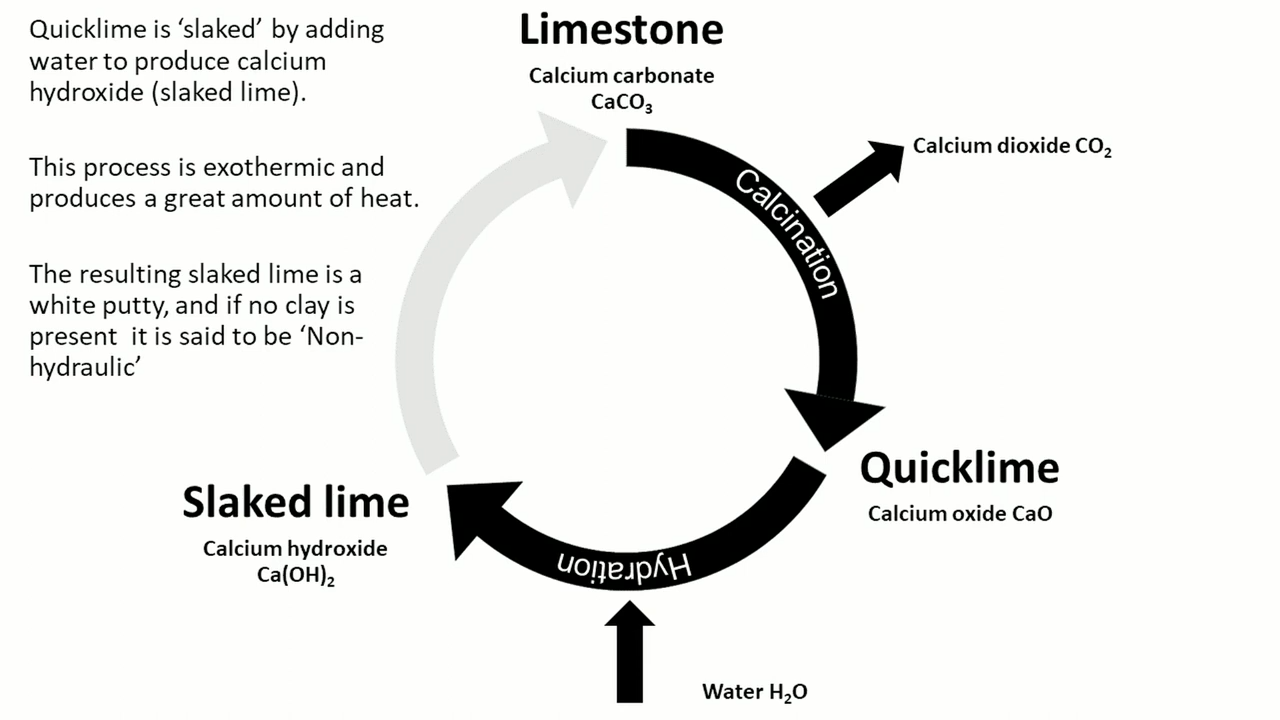 Quicklime is ‘slaked’ by adding
water to produce calcium
hydroxide (slaked lime).
This process is exothermic and
produces a great amount of heat.
The resulting slaked lime is a
white putty, and if no clay is
present  it is said to be ‘Non-
hydraulic’
Limestone
Calcium carbonate
CaCO₃
Calcination
Calcium dioxide CO₂
Quicklime
Calcium oxide CaO
Hydration
Water H₂O
Slaked lime
Calcium hydroxide
Ca(OH)₂